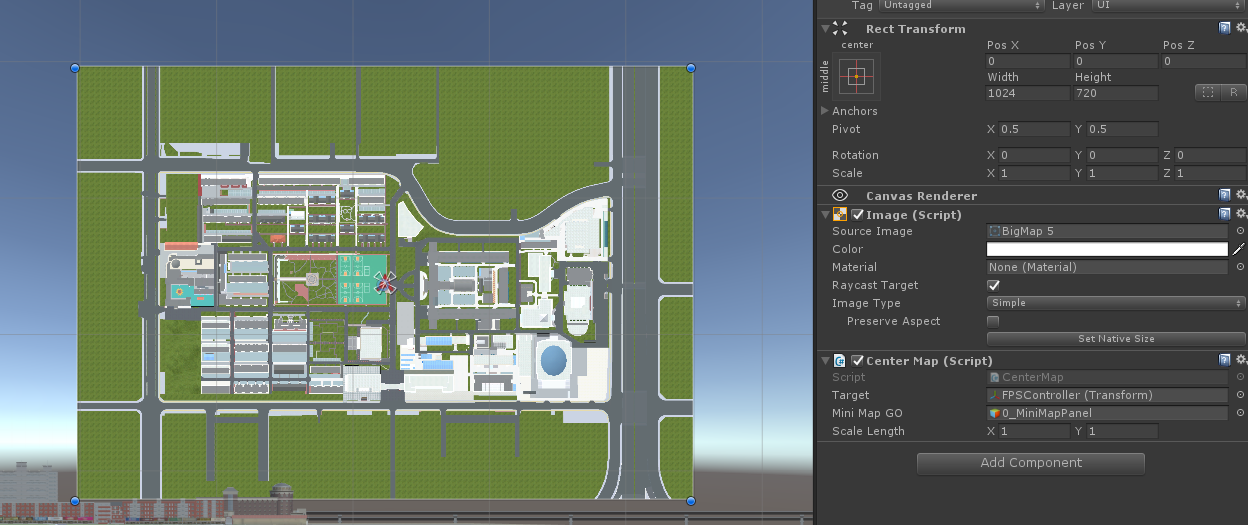 Tag Untagged Layer UI
Rect Transform
center
middle
Pos X Pos Y Pos Z
0 0 0
Width Height
1024 720
R
Anchors
Pivot X 0.5 Y 0.5
Rotation X 0 Y 0 Z 0
Scale X 1 Y 1 Z 1
Canvas Renderer
Image (Script)
Source Image BigMap 5
Color
Material None (Material)
Raycast Target
Image Type Simple
Preserve Aspect
Set Native Size
Center Map (Script)
Script CenterMap
Target FPSController (Transform)
Mini Map GO 0_MiniMapPanel
Scale Length X 1 Y 1
Add Component